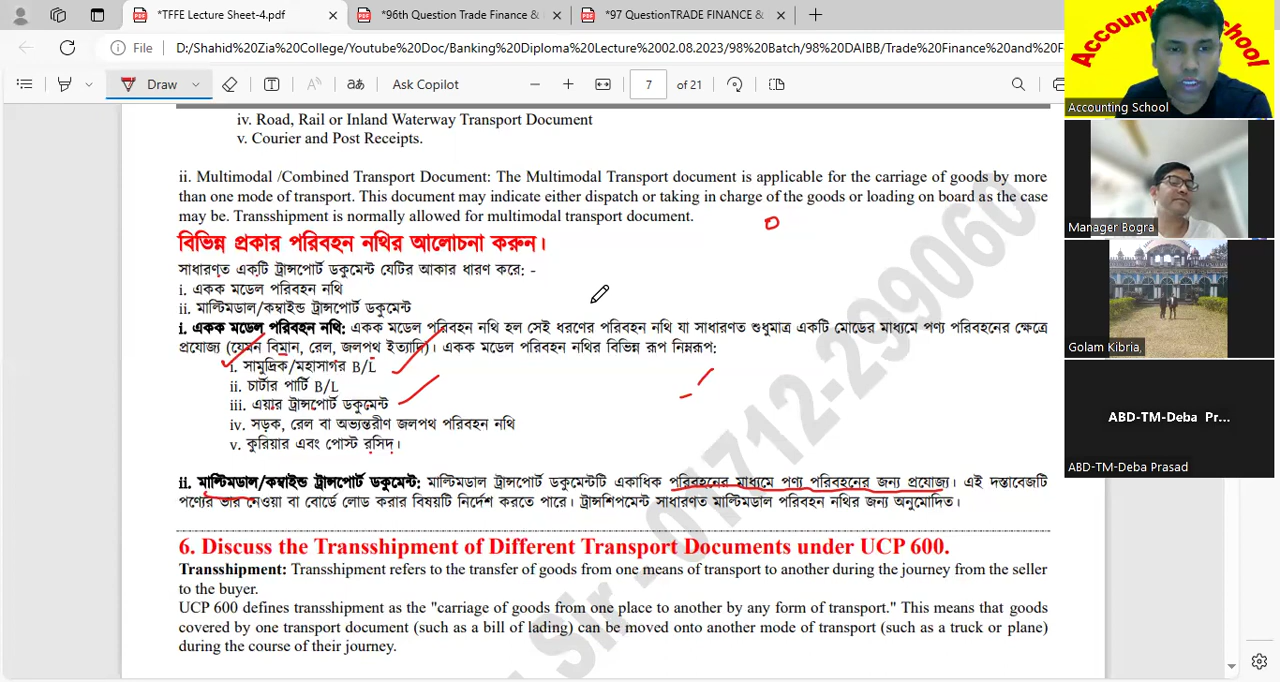 *TFFE Lecture Sheet-4.pdf
*96th Question Trade Finance &
*97 QuestionTRADE FINANCE &
File
D:/Shahid%20Zia%20College/Youtube%20Doc/Banking%20Diploma%20Lecture%2002.08.2023/98%20Batch/98%20DAIBB/Trade%20Finance%20and%20F
Draw
Ask Copilot
7
of 21
iv. Road, Rail or Inland Waterway Transport Document
v. Courier and Post Receipts.
ii. Multimodal /Combined Transport Document: The Multimodal Transport document is applicable for the carriage of goods by more
than one mode of transport. This document may indicate either dispatch or taking in charge of the goods or loading on board as the case
may be. Transshipment is normally allowed for multimodal transport document.
বিভিন্ন প্রকার পরিবহন নথির আলোচনা করুন।
সাধারণত একটি ট্রান্সপোর্ট ডকুমেন্ট যেটির আকার ধারণ করে: -
i. একক মডেল পরিবহন নথি
ii. মাল্টিমডাল/কম্বাইন্ড ট্রান্সপোর্ট ডকুমেন্ট
i. একক মডেল পরিবহন নথি: একক মডেল পরিবহন নথি হল সেই ধরণের পরিবহন নথি যা সাধারণত শুধুমাত্র একটি মোডের মাধ্যমে পণ্য পরিবহনের ক্ষেত্রে
প্রযোজ্য (যেমন বিমান, রেল, জলপথ ইত্যাদি)। একক মডেল পরিবহন নথির বিভিন্ন রূপ নিম্নরূপ:
i. সামুদ্রিক/মহাসাগর B/L
ii. চার্টার পার্টি B/L
iii. এয়ার ট্রান্সপোর্ট ডকুমেন্ট
iv. সড়ক, রেল বা অভ্যন্তরীণ জলপথ পরিবহন নথি
v. কুরিয়ার এবং পোস্ট রসিদ।
ii. মাল্টিমডাল/কম্বাইন্ড ট্রান্সপোর্ট ডকুমেন্ট: মাল্টিমডাল ট্রান্সপোর্ট ডকুমেন্টটি একাধিক পরিবহনের মাধ্যমে পণ্য পরিবহনের জন্য প্রযোজ্য। এই দস্তাবেজটি
পণ্যের ভার নেওয়া বা বোর্ডে লোড করার বিষয়টি নির্দেশ করতে পারে। ট্রান্সশিপমেন্ট সাধারণত মাল্টিমডাল পরিবহন নথির জন্য অনুমোদিত।
6. Discuss the Transshipment of Different Transport Documents under UCP 600.
Transshipment: Transshipment refers to the transfer of goods from one means of transport to another during the journey from the seller
to the buyer.
UCP 600 defines transshipment as the "carriage of goods from one place to another by any form of transport." This means that goods
covered by one transport document (such as a bill of lading) can be moved onto another mode of transport (such as a truck or plane)
during the course of their journey.
Sir - 01712-299060
Accounting School
Accounting School
Manager Bogra
Golam Kibria,
ABD-TM-Deba Pr...
ABD-TM-Deba Prasad